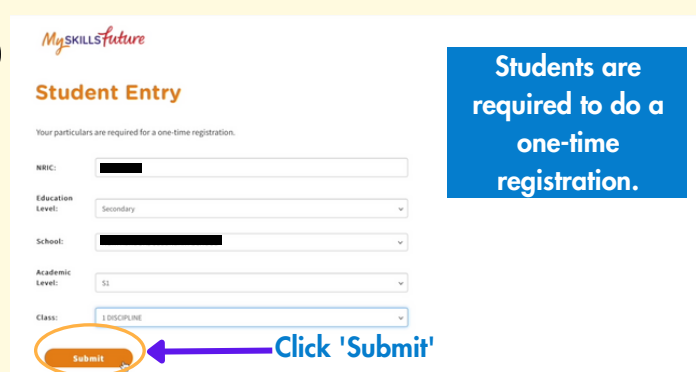 MySKILLSfuture
Student Entry
Your particulars are required for a one-time registration.
NRIC:
Education
Level:
Secondary
School:
Academic
Level:
S1
Class:
1 DISCIPLINE
Submit
Click 'Submit'
Students are
required to do a
one-time
registration.